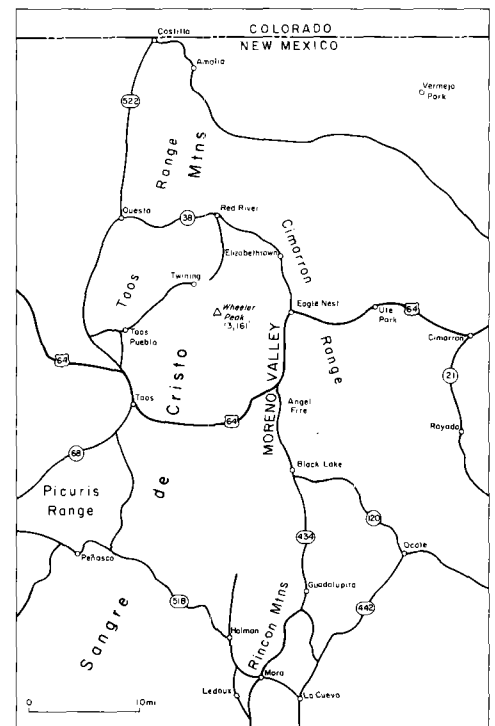 COLORADO
NEW MEXICO
Costilla
Amalia
Vermejo
Park
522
Range
Mtns
Questa
38
Red River
Cimarron
Elizabethtown
Twining
Taos
Wheeler
Peak
13,161'
Eagle Nest
Ute
Park
64
Cimarron
Taos
Pueblo
64
Cristo
Range
MORENO VALLEY
21
Taos
64
Angel
Fire
Rayado
68
Black Lake
Picuris
Range
de
120
434
Ocate
Peñasco
Guadalupita
518
442
Rincon Mtns
Sangre
Holman
Mora
Ledoux
La Cueva
0 10mi